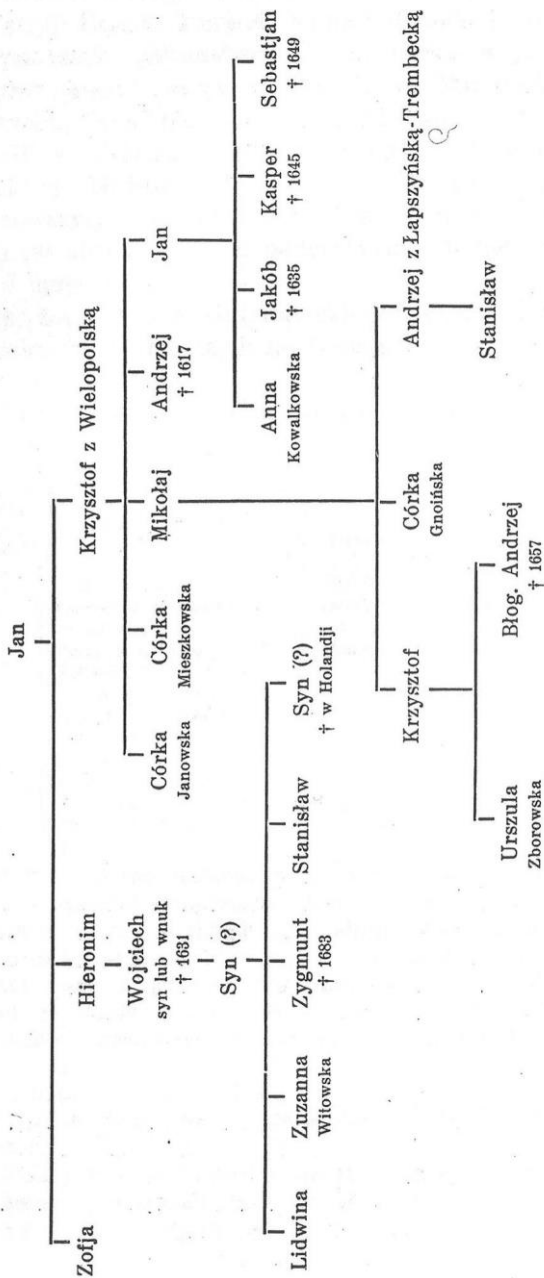 Jan
Zofja
Hieronim
Krzysztof z Wielopolską
Wojciech
syn lub wnuk
† 1631
Córka
Janowska
Córka
Mieszkowska
Mikołaj
Andrzej
† 1617
Jan
Syn (?)
Anna
Kowalkowska
Jakób
† 1635
Kasper
† 1645
Sebastjan
† 1649
Lidwina
Zuzanna
Witowska
Zygmunt
† 1683
Stanisław
Syn (?)
† w Holandji
Krzysztof
Córka
Gnoińska
Andrzej z Łapszyńską-Trembecką
Urszula
Zborowska
Błog. Andrzej
† 1657
Stanisław